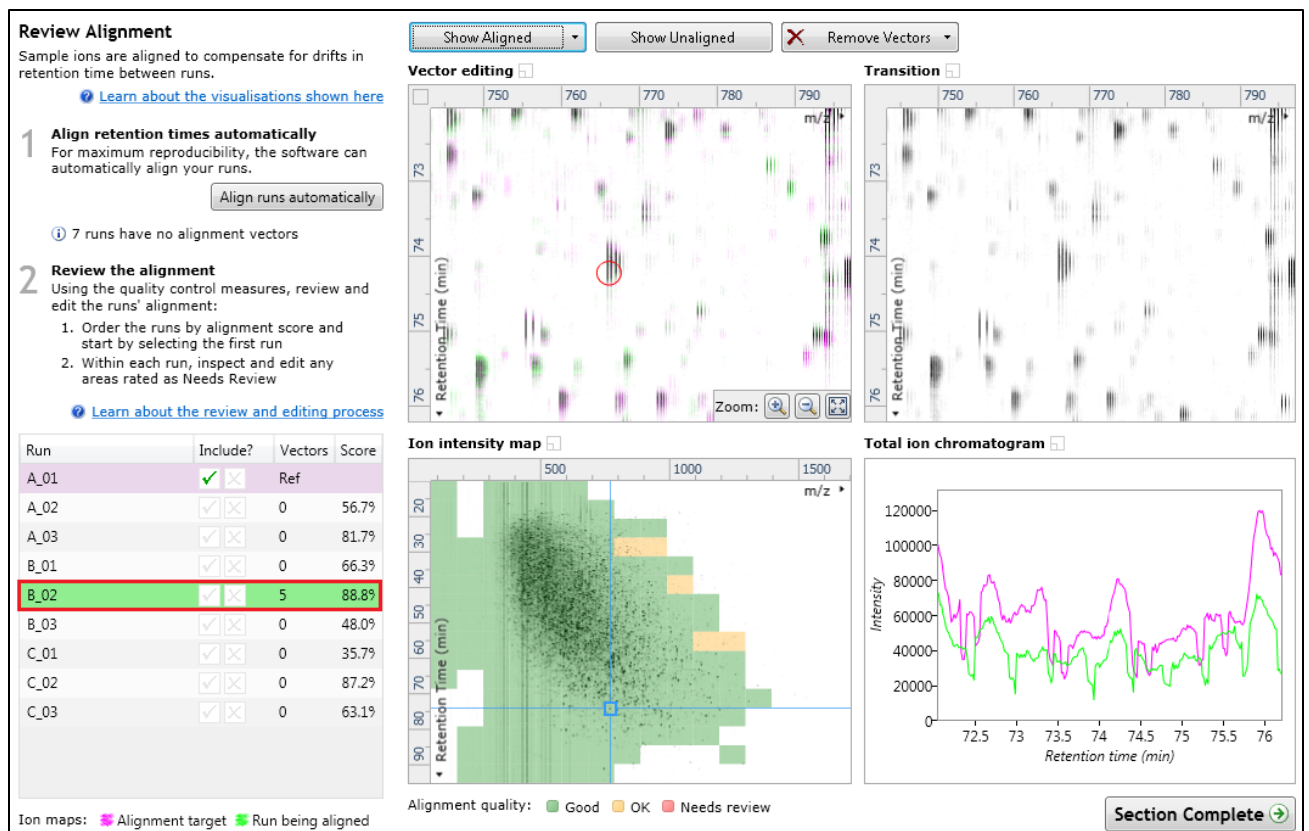 Review Alignment
Sample ions are aligned to compensate for drifts in
retention time between runs.
Learn about the visualisations shown here
1 Align retention times automatically
For maximum reproducibility, the software can
automatically align your runs.
Align runs automatically
7 runs have no alignment vectors
2 Review the alignment
Using the quality control measures, review and
edit the runs' alignment:
1. Order the runs by alignment score and
start by selecting the first run
2. Within each run, inspect and edit any
areas rated as Needs Review
Learn about the review and editing process
Run Include? Vectors Score
A_01 Ref
A_02 0 56.7%
A_03 0 81.7%
B_01 0 66.3%
B_02 5 88.8%
B_03 0 48.0%
C_01 0 35.7%
C_02 0 87.2%
C_03 0 63.1%
Ion maps: Alignment target Run being aligned
Show Aligned Show Unaligned Remove Vectors
Vector editing
750 760 770 780 790
m/z
73
74
75
76
Retention Time (min)
Zoom:
Transition
750 760 770 780 790
m/z
73
74
75
76
Retention Time (min)
Ion intensity map
500 1000 1500
m/z
20
30
40
50
60
70
80
90
Retention Time (min)
Alignment quality: Good OK Needs review
Total ion chromatogram
120000
100000
80000
60000
40000
20000
0
Intensity
72.5 73 73.5 74 74.5 75 75.5 76
Retention time (min)
Section Complete